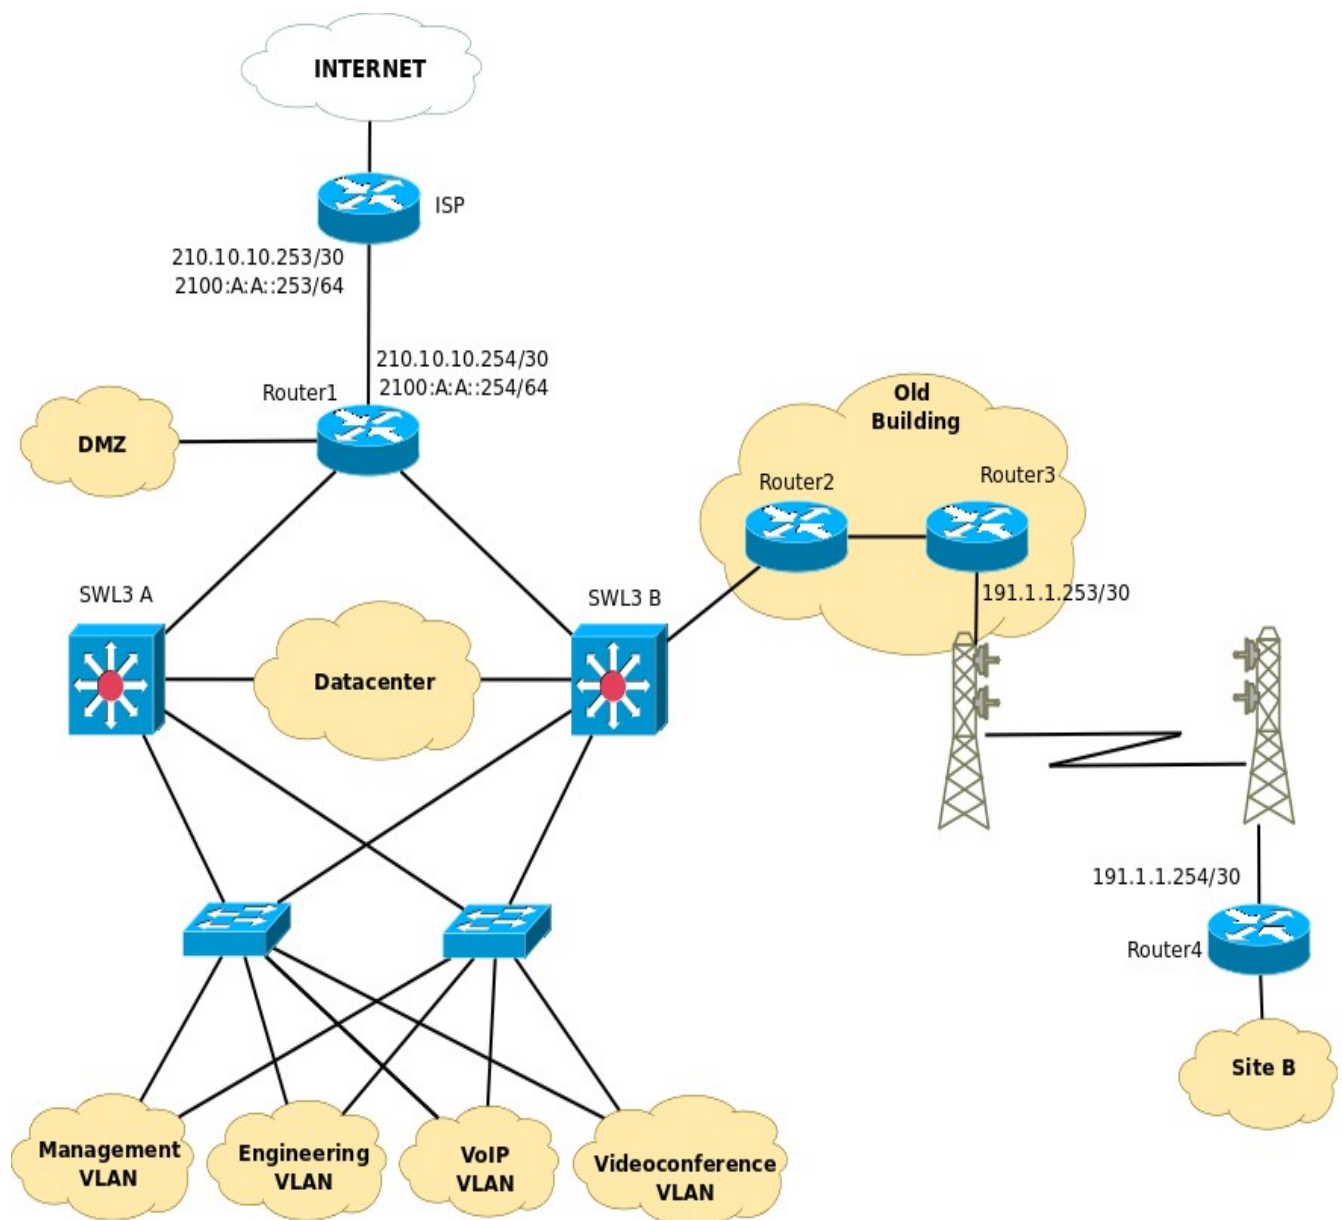 INTERNET
ISP
210.10.10.253/30
2100:A:A::253/64
210.10.10.254/30
2100:A:A::254/64
Router1
DMZ
Old
Building
Router2
Router3
191.1.1.253/30
SWL3 A
SWL3 B
Datacenter
191.1.1.254/30
Router4
Site B
Management
VLAN
Engineering
VLAN
VoIP
VLAN
Videoconference
VLAN